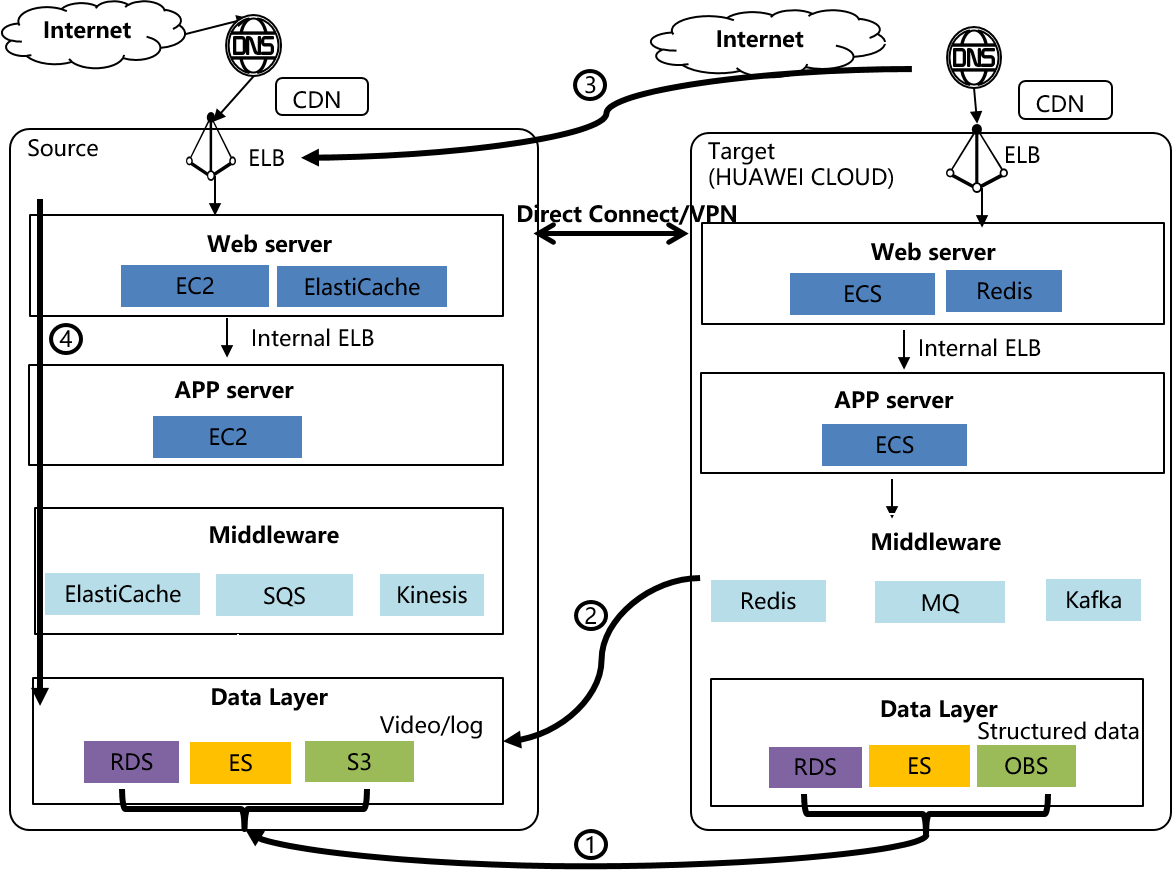 Internet
DNS
CDN
Source
ELB
Web server
EC2
ElastiCache
Internal ELB
④
APP server
EC2
Middleware
ElastiCache
SQS
Kinesis
Data Layer
Video/log
RDS
ES
S3
③
Direct Connect/VPN
②
①
Internet
DNS
CDN
Target
(HUAWEI CLOUD)
ELB
Web server
ECS
Redis
Internal ELB
APP server
ECS
Middleware
Redis
MQ
Kafka
Data Layer
Structured data
RDS
ES
OBS